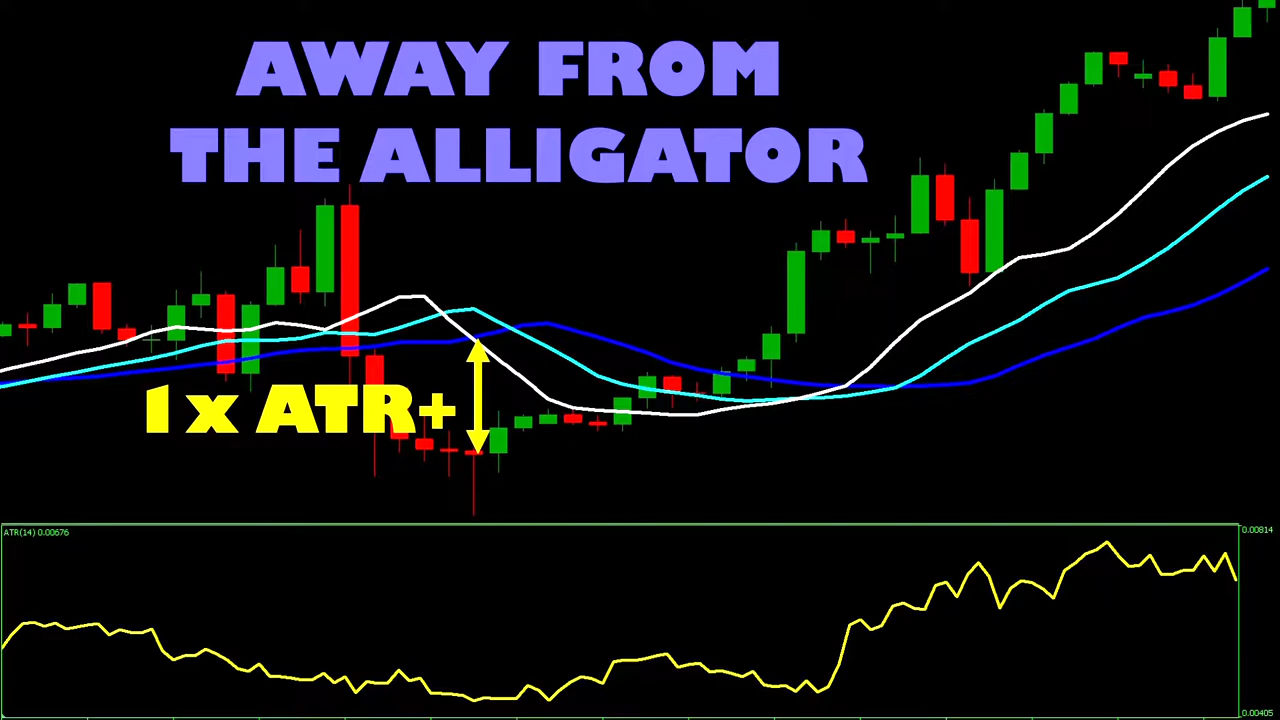 AWAY FROM
THE ALLIGATOR
1 x ATR+
ATR(14) 0.00676
0.00814
0.00405